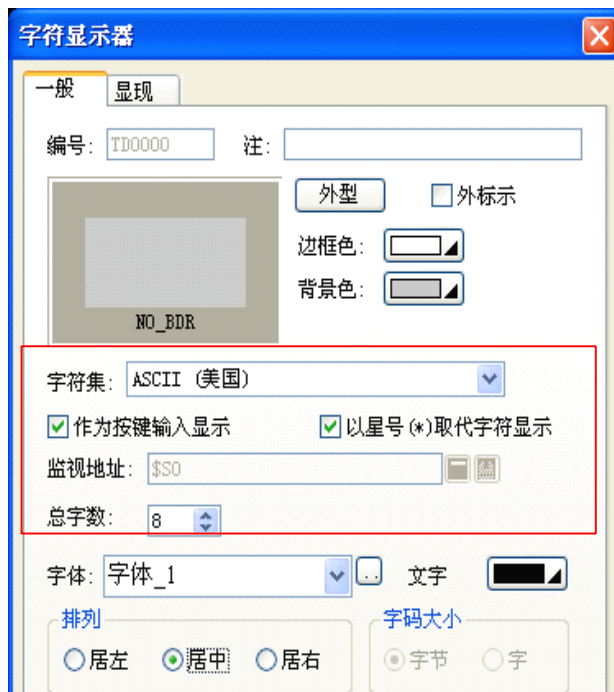 字符显示器
一般 显现
编号: TD0000 注:
外型 外标示
边框色:
背景色:
NO_BDR
字符集: ASCII (美国)
作为按键输入显示 以星号(*)取代字符显示
监视地址: $S0
总字数: 8
字体: 字体_1 .. 文字
排列 字码大小
居左 居中 居右 字节 字